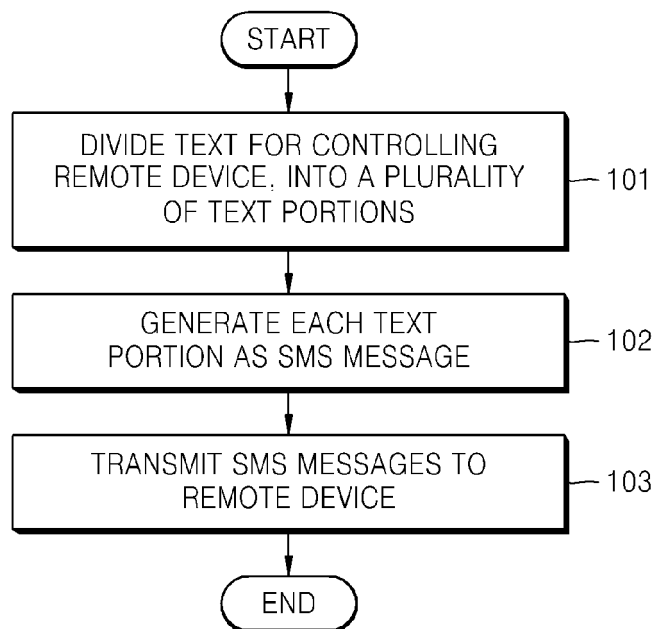 START
DIVIDE TEXT FOR CONTROLLING
REMOTE DEVICE, INTO A PLURALITY
OF TEXT PORTIONS
101
GENERATE EACH TEXT
PORTION AS SMS MESSAGE
102
TRANSMIT SMS MESSAGES TO
REMOTE DEVICE
103
END